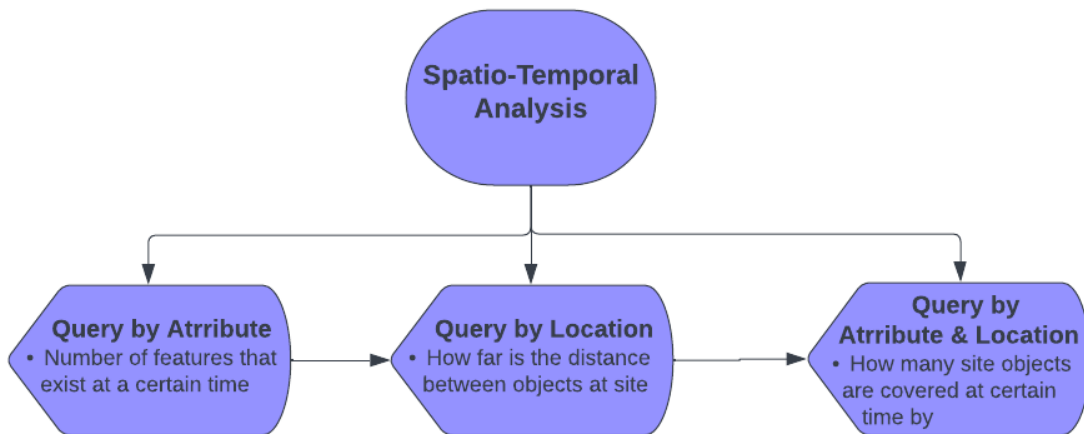 Spatio-Temporal
Analysis
Query by Atrribute
• Number of features that
exist at a certain time
Query by Location
• How far is the distance
between objects at site
Query by
Atrribute & Location
• How many site objects
are covered at certain
time by